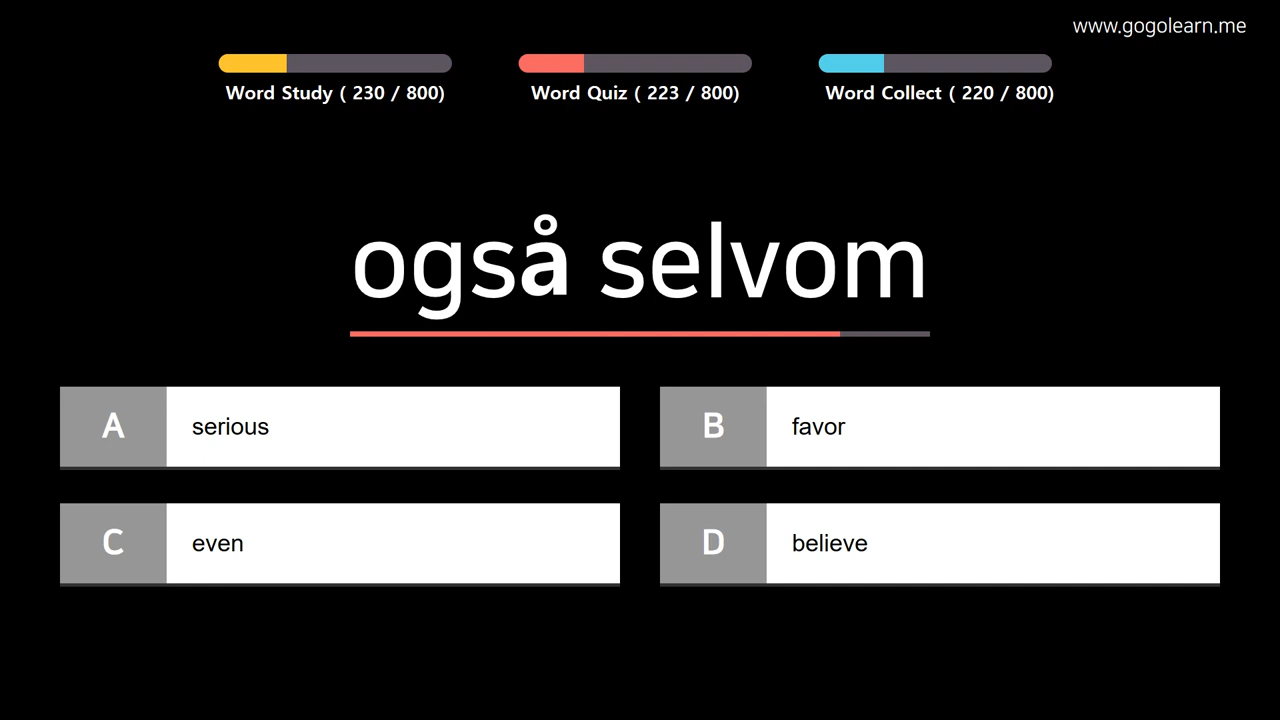 www.gogolearn.me
Word Study ( 230 / 800)
Word Quiz ( 223 / 800)
Word Collect ( 220 / 800)
også selvom
A
serious
B
favor
C
even
D
believe